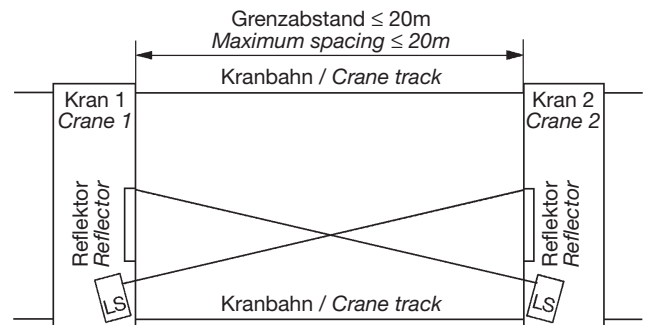 Grenzabstand ≤ 20m
Maximum spacing ≤ 20m
Kranbahn / Crane track
Kran 1
Crane 1
Kran 2
Crane 2
Reflektor
Reflector
Reflektor
Reflector
LS
LS
Kranbahn / Crane track